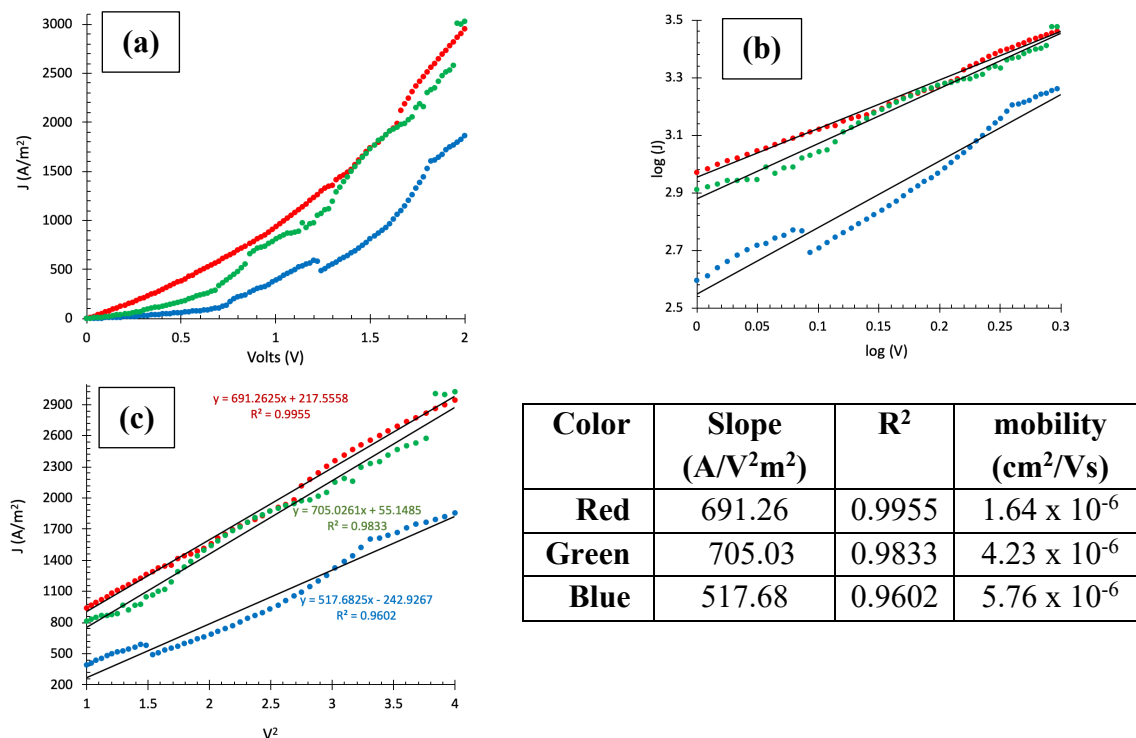 (a)
3000
2500
2000
1500
1000
500
0
J (A/m²)
0 0.5 1 1.5 2
Volts (V)
(b)
3.5
3.3
3.1
2.9
2.7
2.5
log (J)
0 0.05 0.1 0.15 0.2 0.25 0.3
log (V)
(c)
2900
2600
2300
2000
1700
1400
1100
800
500
200
J (A/m²)
y = 691.2625x + 217.5558
R² = 0.9955
y = 705.0261x + 55.1485
R² = 0.9833
y = 517.6825x - 242.9267
R² = 0.9602
1 1.5 2 2.5 3 3.5 4
V²
Color Slope (A/V²m²) R² mobility (cm²/Vs)
Red 691.26 0.9955 1.64 x 10⁻⁶
Green 705.03 0.9833 4.23 x 10⁻⁶
Blue 517.68 0.9602 5.76 x 10⁻⁶